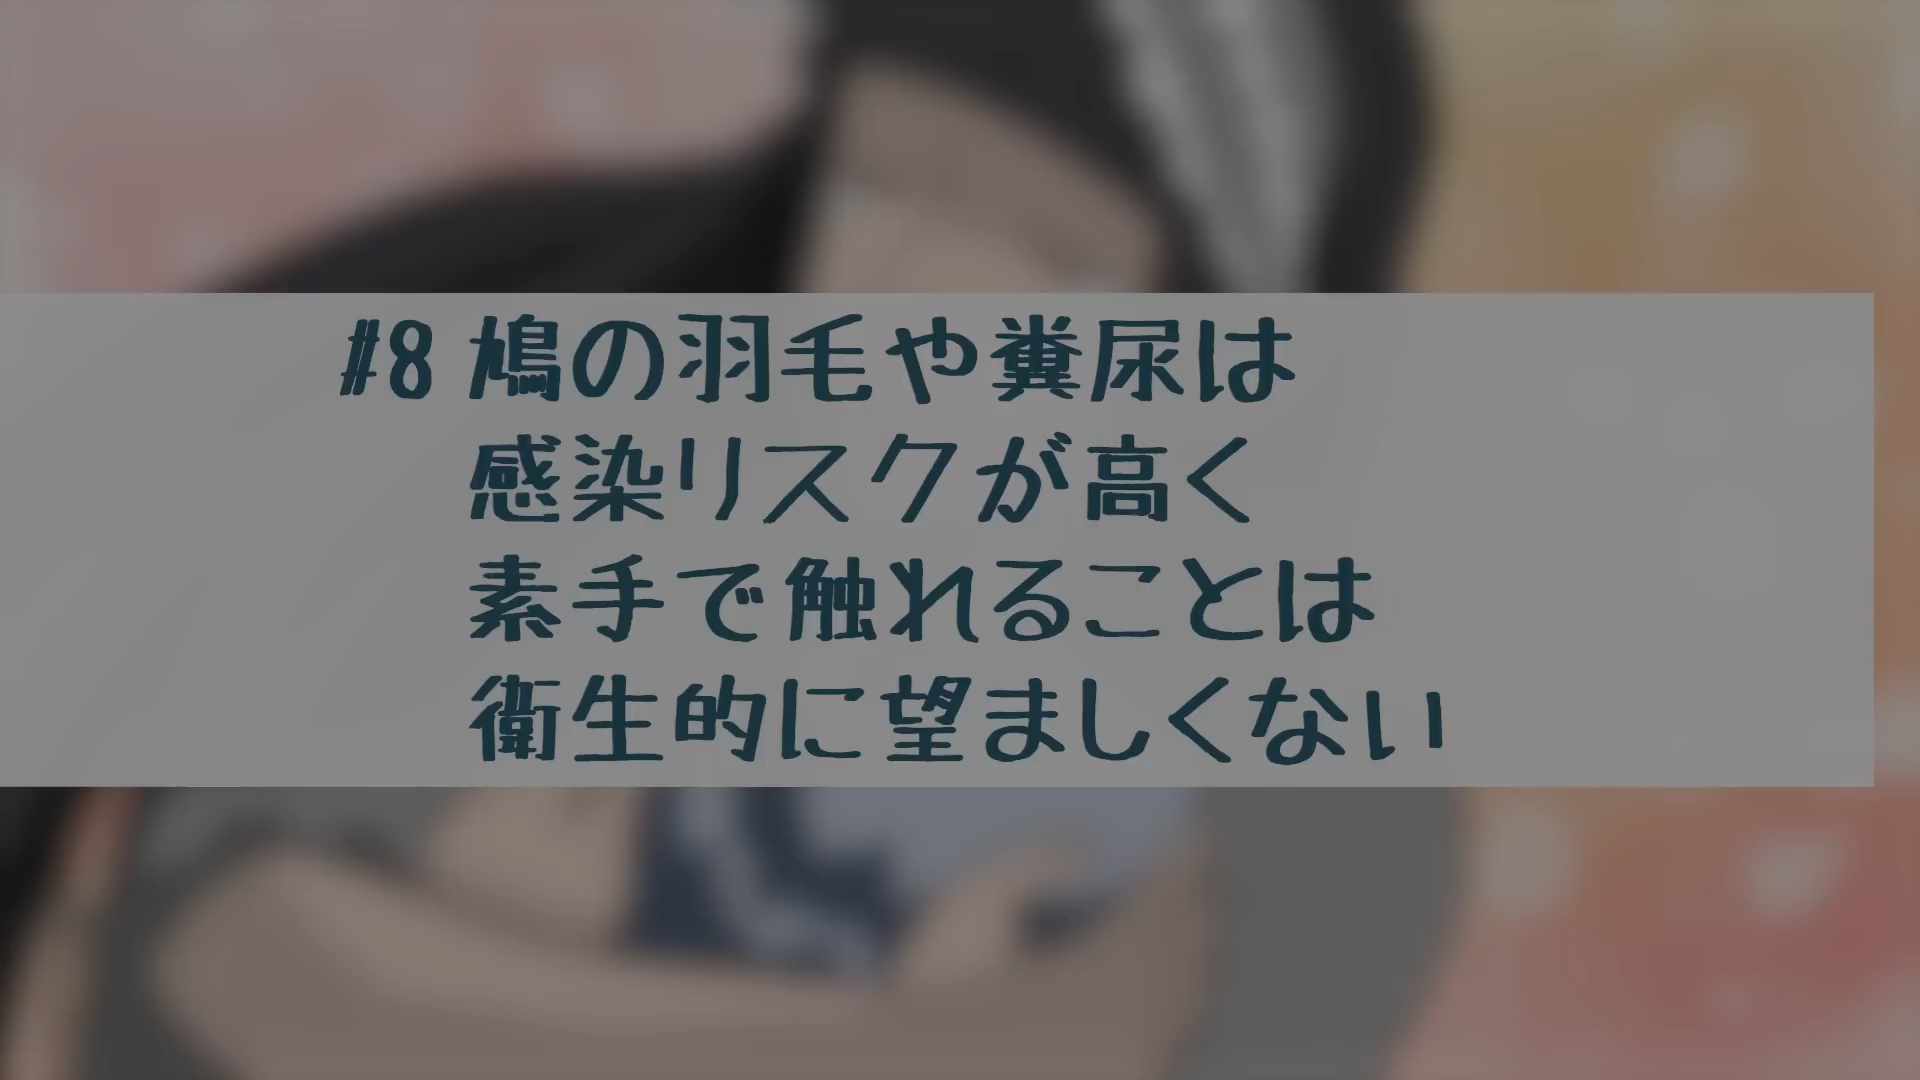 #8 鳩の羽毛や糞尿は
感染リスクが高く
素手で触れることは
衛生的に望ましくない